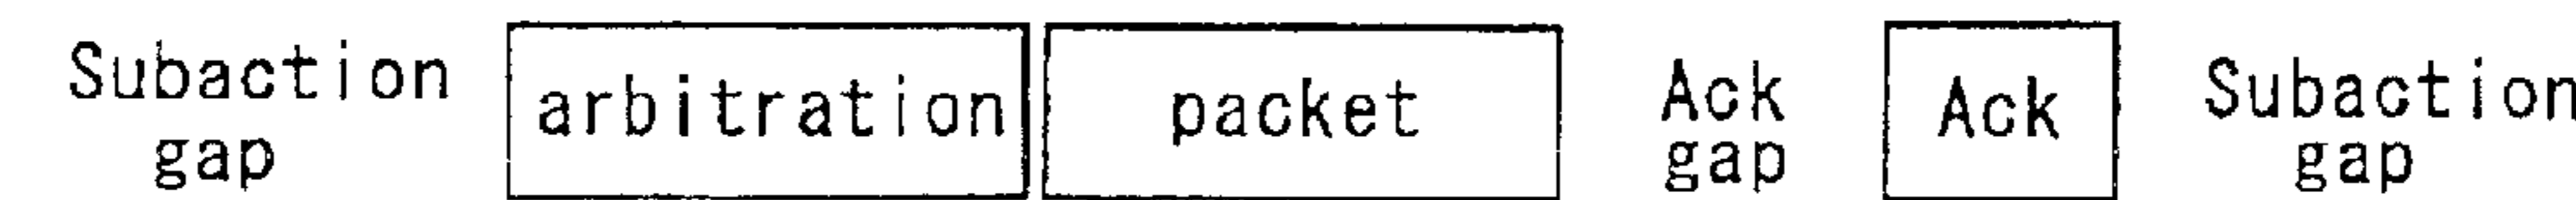 Subaction
gap
arbitration
packet
Ack
gap
Ack
Subaction
gap